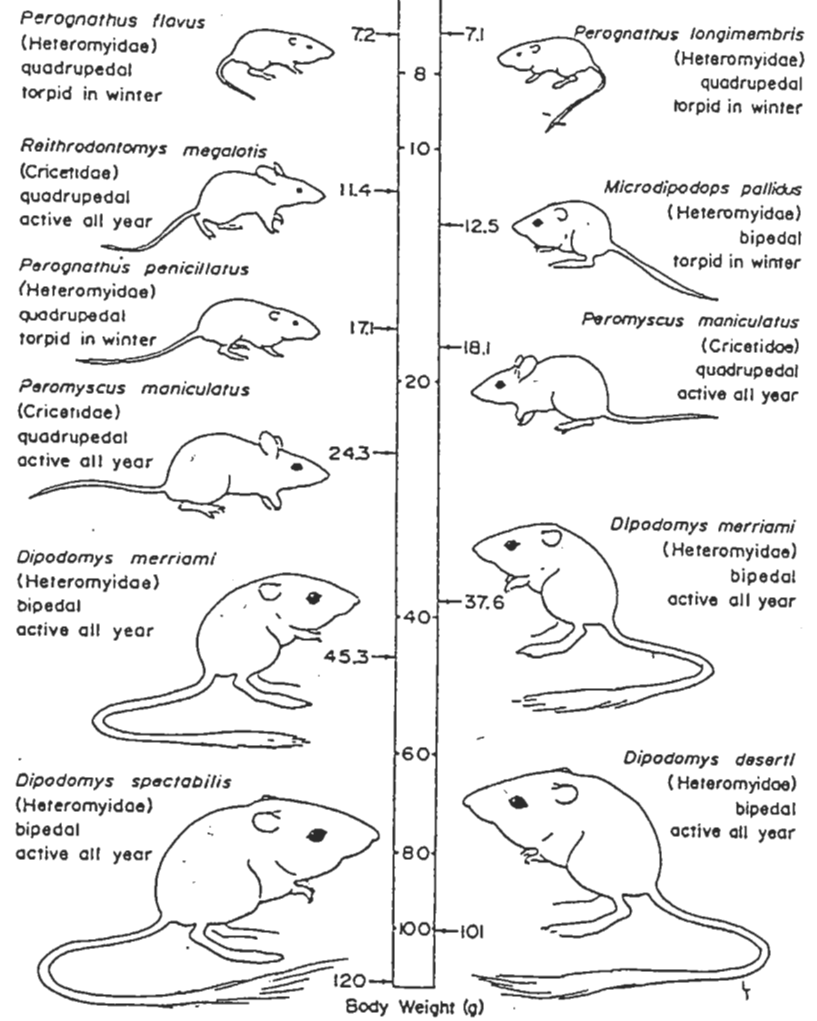 Perognathus flavus
(Heteromyidae)
quadrupedal
torpid in winter
7.2
Reithrodontomys megalotis
(Cricetidae)
quadrupedal
active all year
11.4
Perognathus penicillatus
(Heteromyidae)
quadrupedal
torpid in winter
17.1
Peromyscus maniculatus
(Cricetidae)
quadrupedal
active all year
24.3
Dipodomys merriami
(Heteromyidae)
bipedal
active all year
45.3
Dipodomys spectabilis
(Heteromyidae)
bipedal
active all year
120
8
10
20
40
60
80
100
7.1
Perognathus longimembris
(Heteromyidae)
quadrupedal
torpid in winter
12.5
Microdipodops pallidus
(Heteromyidae)
bipedal
torpid in winter
18.1
Peromyscus maniculatus
(Cricetidae)
quadrupedal
active all year
37.6
Dipodomys merriami
(Heteromyidae)
bipedal
active all year
101
Dipodomys deserti
(Heteromyidae)
bipedal
active all year
Body Weight (g)